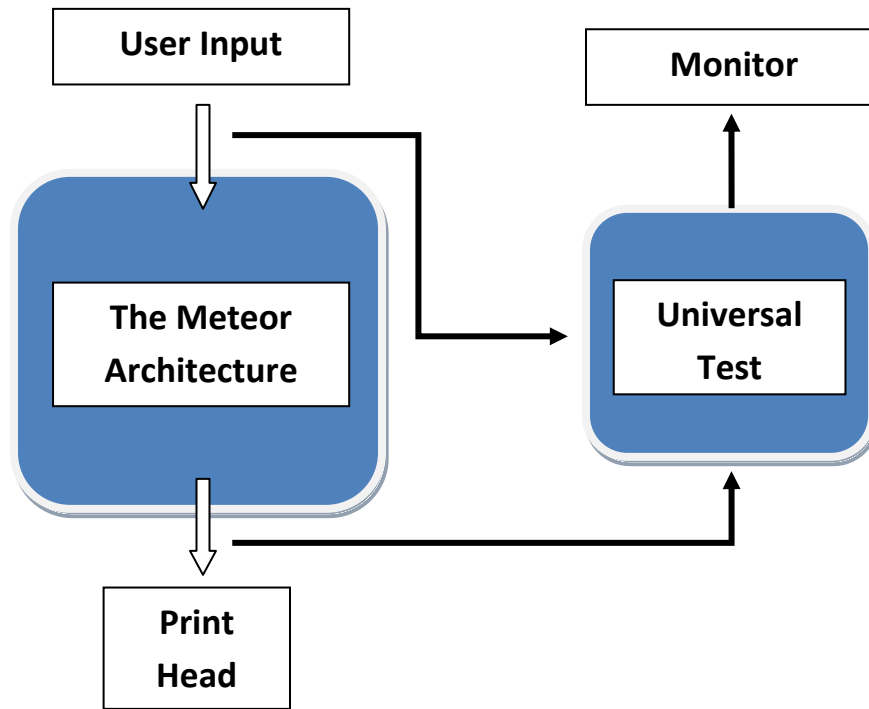 User Input
Monitor
The Meteor
Architecture
Universal
Test
Print
Head